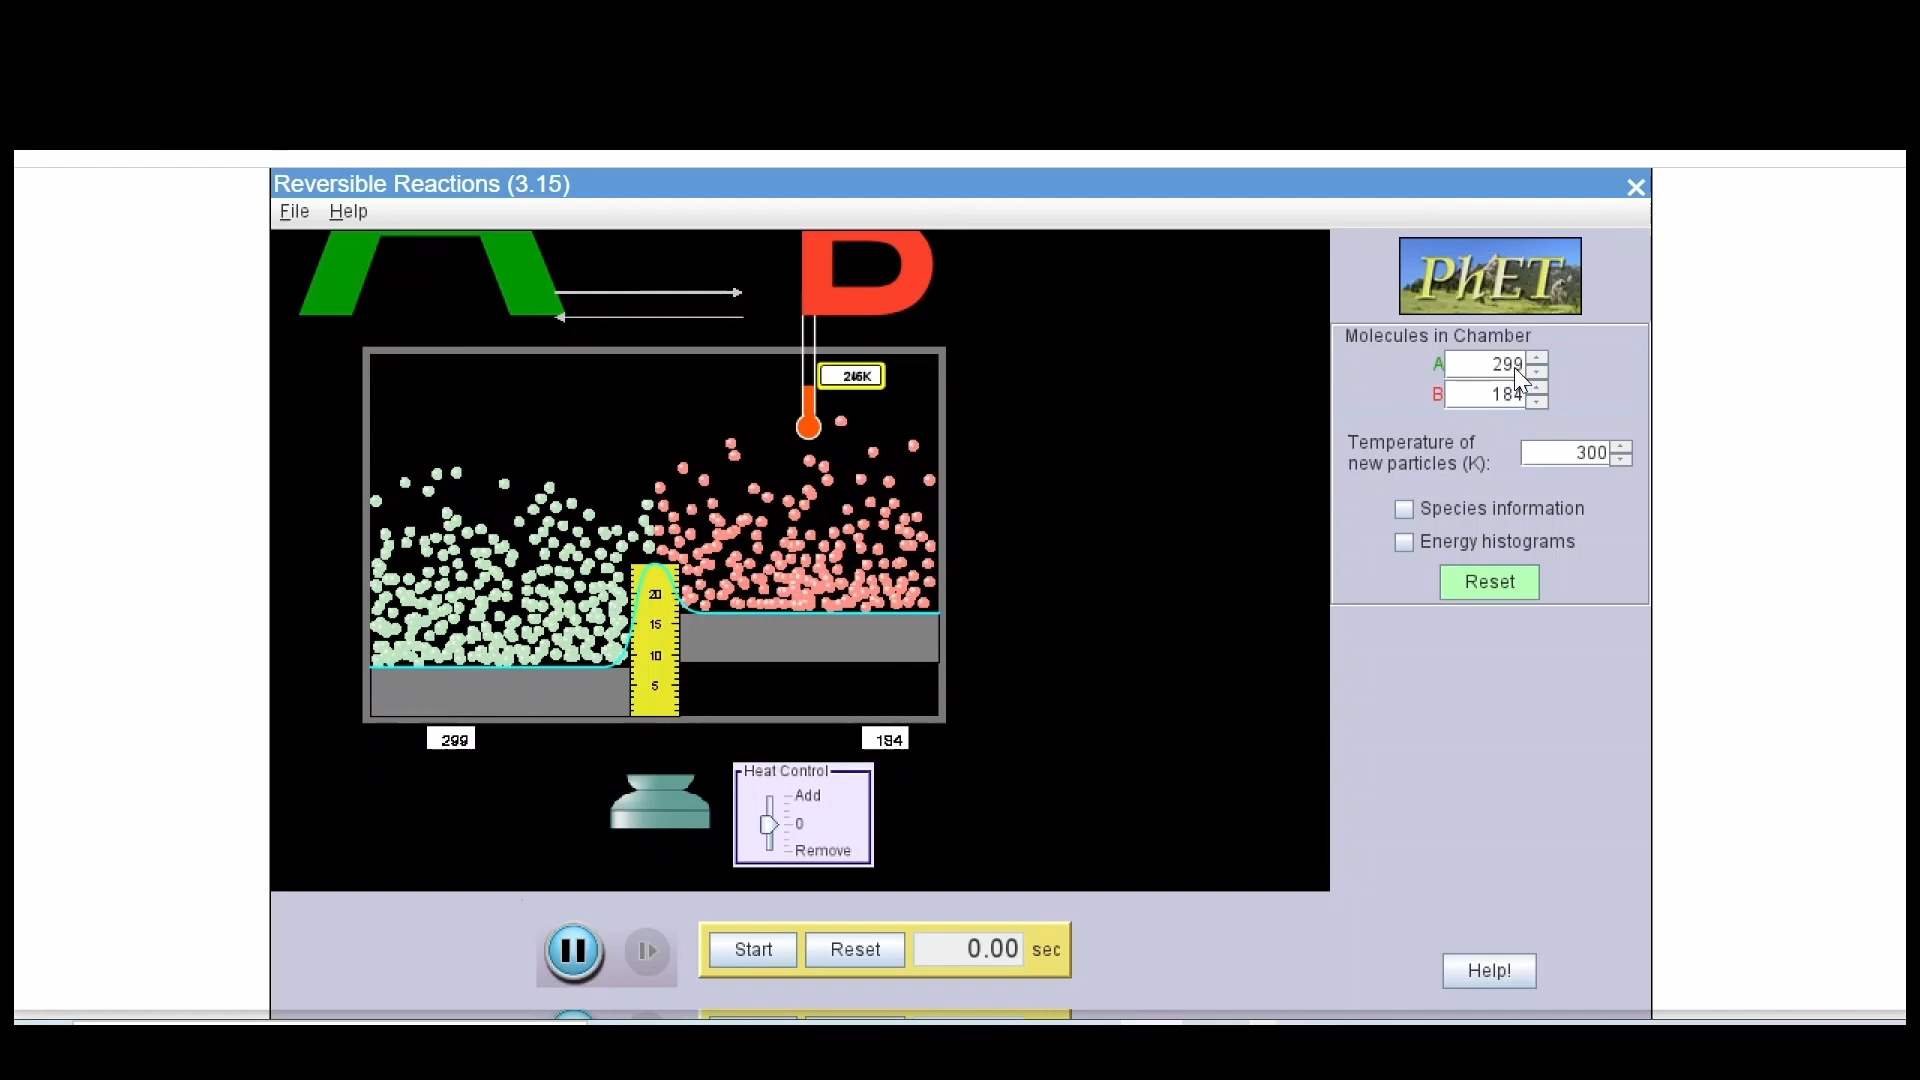 Reversible Reactions (3.15)
File Help
A B
PhET
Molecules in Chamber
A 299
B 184
Temperature of
new particles (K): 300
Species information
Energy histograms
Reset
20
15
10
5
299
Heat Control
Add
0
Remove
Start Reset 0.00 sec
Help!